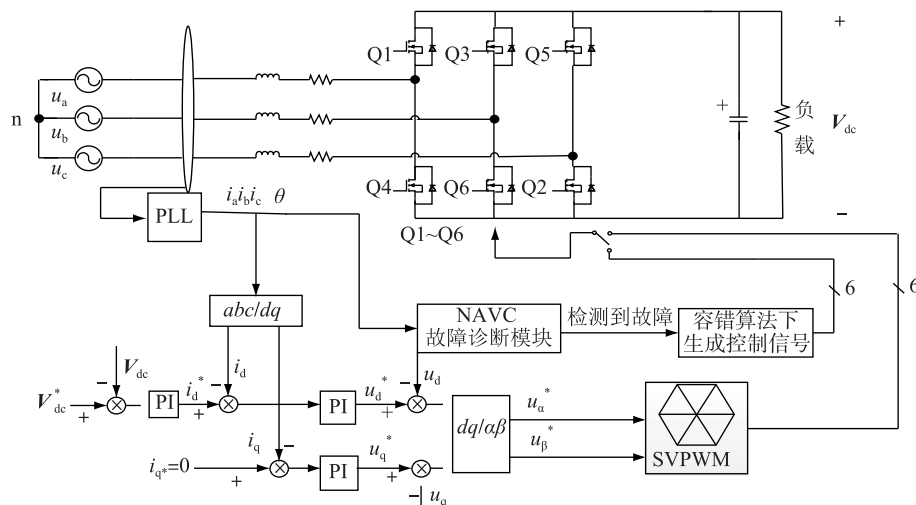 Q1
Q3
Q5
+
n
u_a
u_b
u_c
+
负
载
V_dc
Q4
Q6
Q2
PLL
i_a i_b i_c θ
−
Q1~Q6
6
6
abc/dq
NAVC
故障诊断模块
检测到故障
容错算法下
生成控制信号
V_dc
−
i_d
−
i_d^*
u_d^*
−
u_d
V_dc^*
+
PI
+
PI
+
dq/αβ
u_α^*
u_β^*
SVPWM
i_q
−
u_q^*
i_q*=0
+
PI
+
− u_q